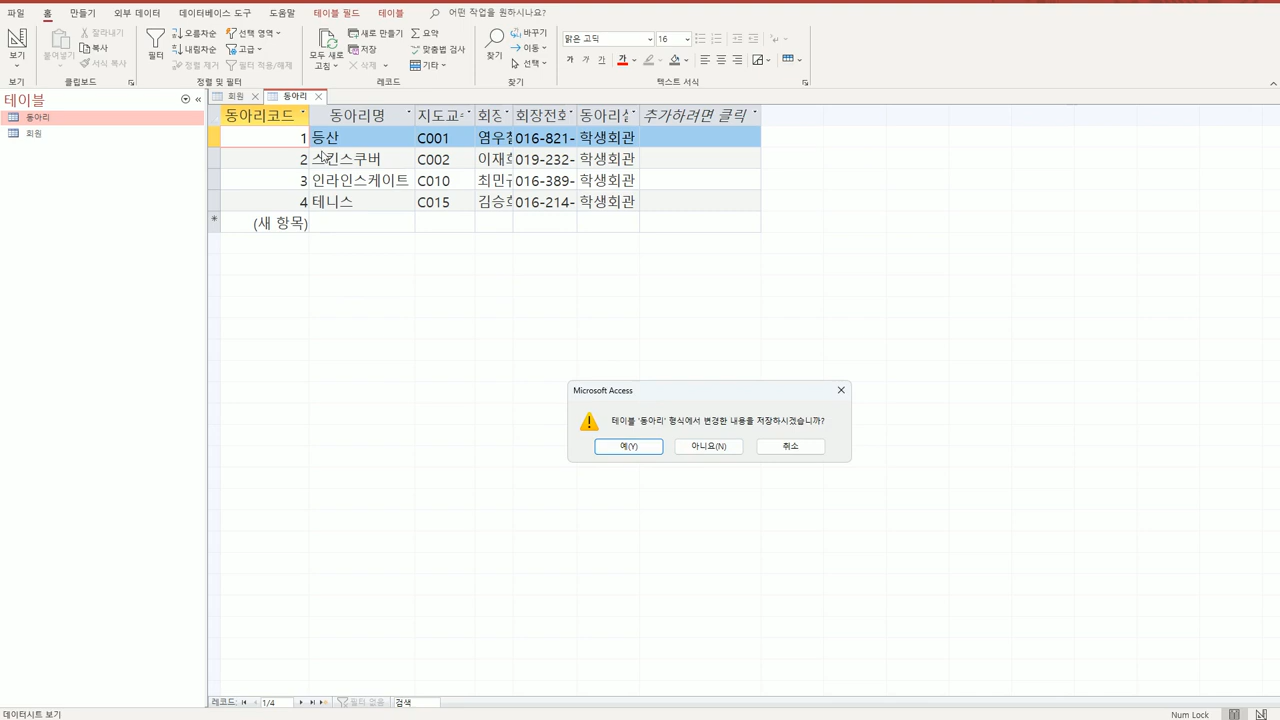 파일 홈 만들기 외부 데이터 데이터베이스 도구 도움말 테이블 필드 테이블 어떤 작업을 원하시나요?
보기
붙여넣기
잘라내기
복사
서식 복사
클립보드
필터
오름차순
내림차순
정렬 제거
선택 영역
고급
필터 적용/해제
정렬 및 필터
모두 새로 고침
새로 만들기
저장
삭제
요약
맞춤법 검사
기타
레코드
찾기
바꾸기
이동
선택
찾기
맑은 고딕 16
가 가 가 가
텍스트 서식
테이블
동아리
회원
회원 동아리
동아리코드 동아리명 추가하려면 클릭
1 등산 C001 016-821- 학생회관
2 스킨스쿠버 C002 019-232- 학생회관
3 인라인스케이트 C010 016-389- 학생회관
4 테니스 C015 016-214- 학생회관
* (새 항목)
Microsoft Access
테이블 '동아리' 형식에서 변경한 내용을 저장하시겠습니까?
예(Y) 아니요(N) 취소
레코드: 1/4 필터 없음 검색
데이터시트 보기 Num Lock